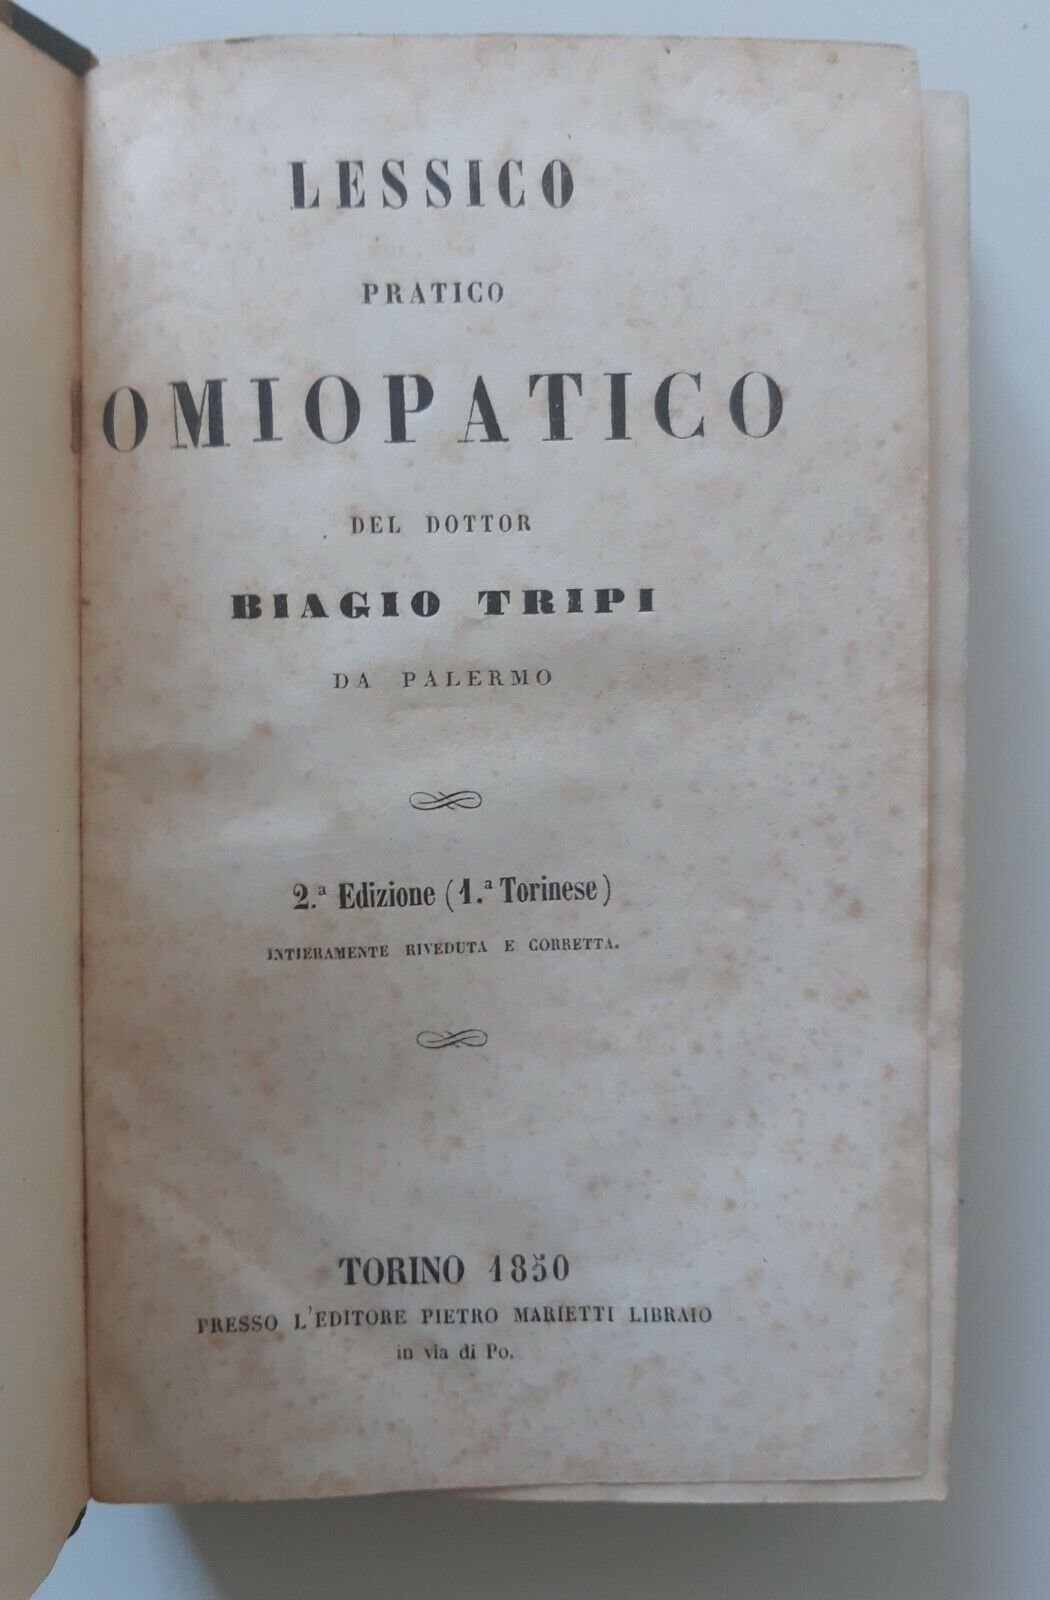 LESSICO
PRATICO
OMIOPATICO
DEL DOTTOR
BIAGIO TRIPI
DA PALERMO
2.ª Edizione (1.ª Torinese)
INTIERAMENTE RIVEDUTA E CORRETTA.
TORINO 1850
PRESSO L'EDITORE PIETRO MARIETTI LIBRAIO
in via di Po.